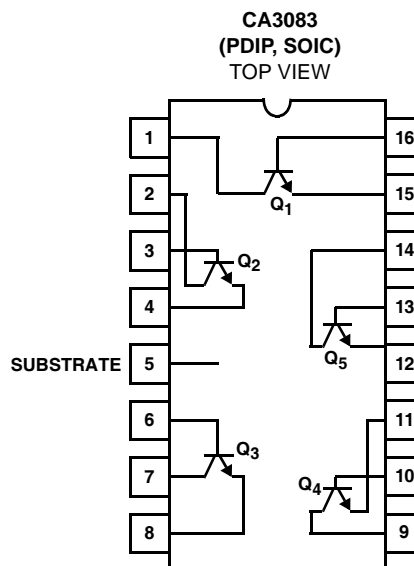 CA3083
(PDIP, SOIC)
TOP VIEW
1
16
2
15
Q1
3
14
Q2
4
13
SUBSTRATE
5
12
Q5
6
11
Q3
7
10
Q4
8
9